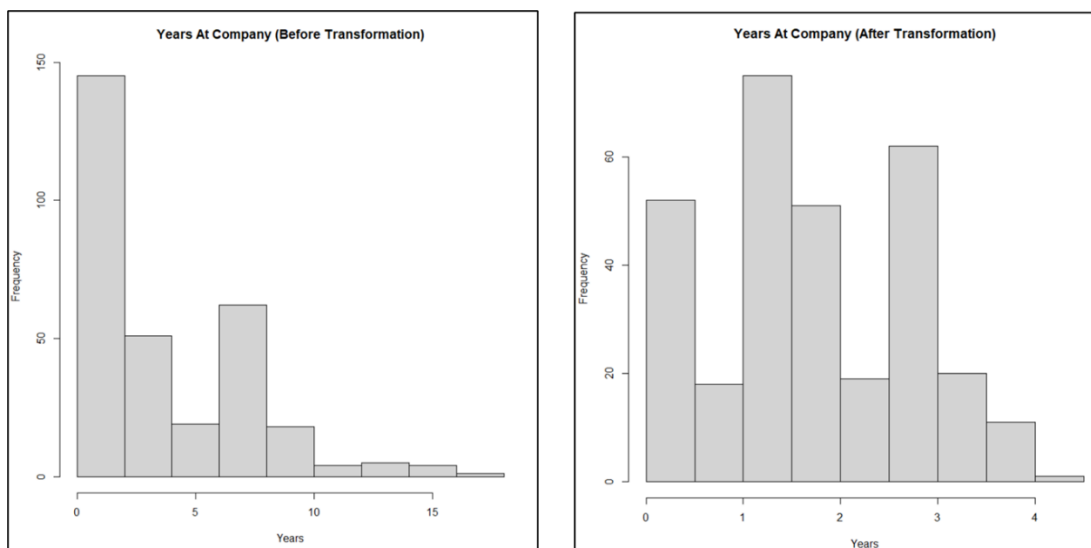 Years At Company (Before Transformation)
150
100
50
0
Frequency
0 5 10 15
Years
Years At Company (After Transformation)
60
40
20
0
Frequency
0 1 2 3 4
Years